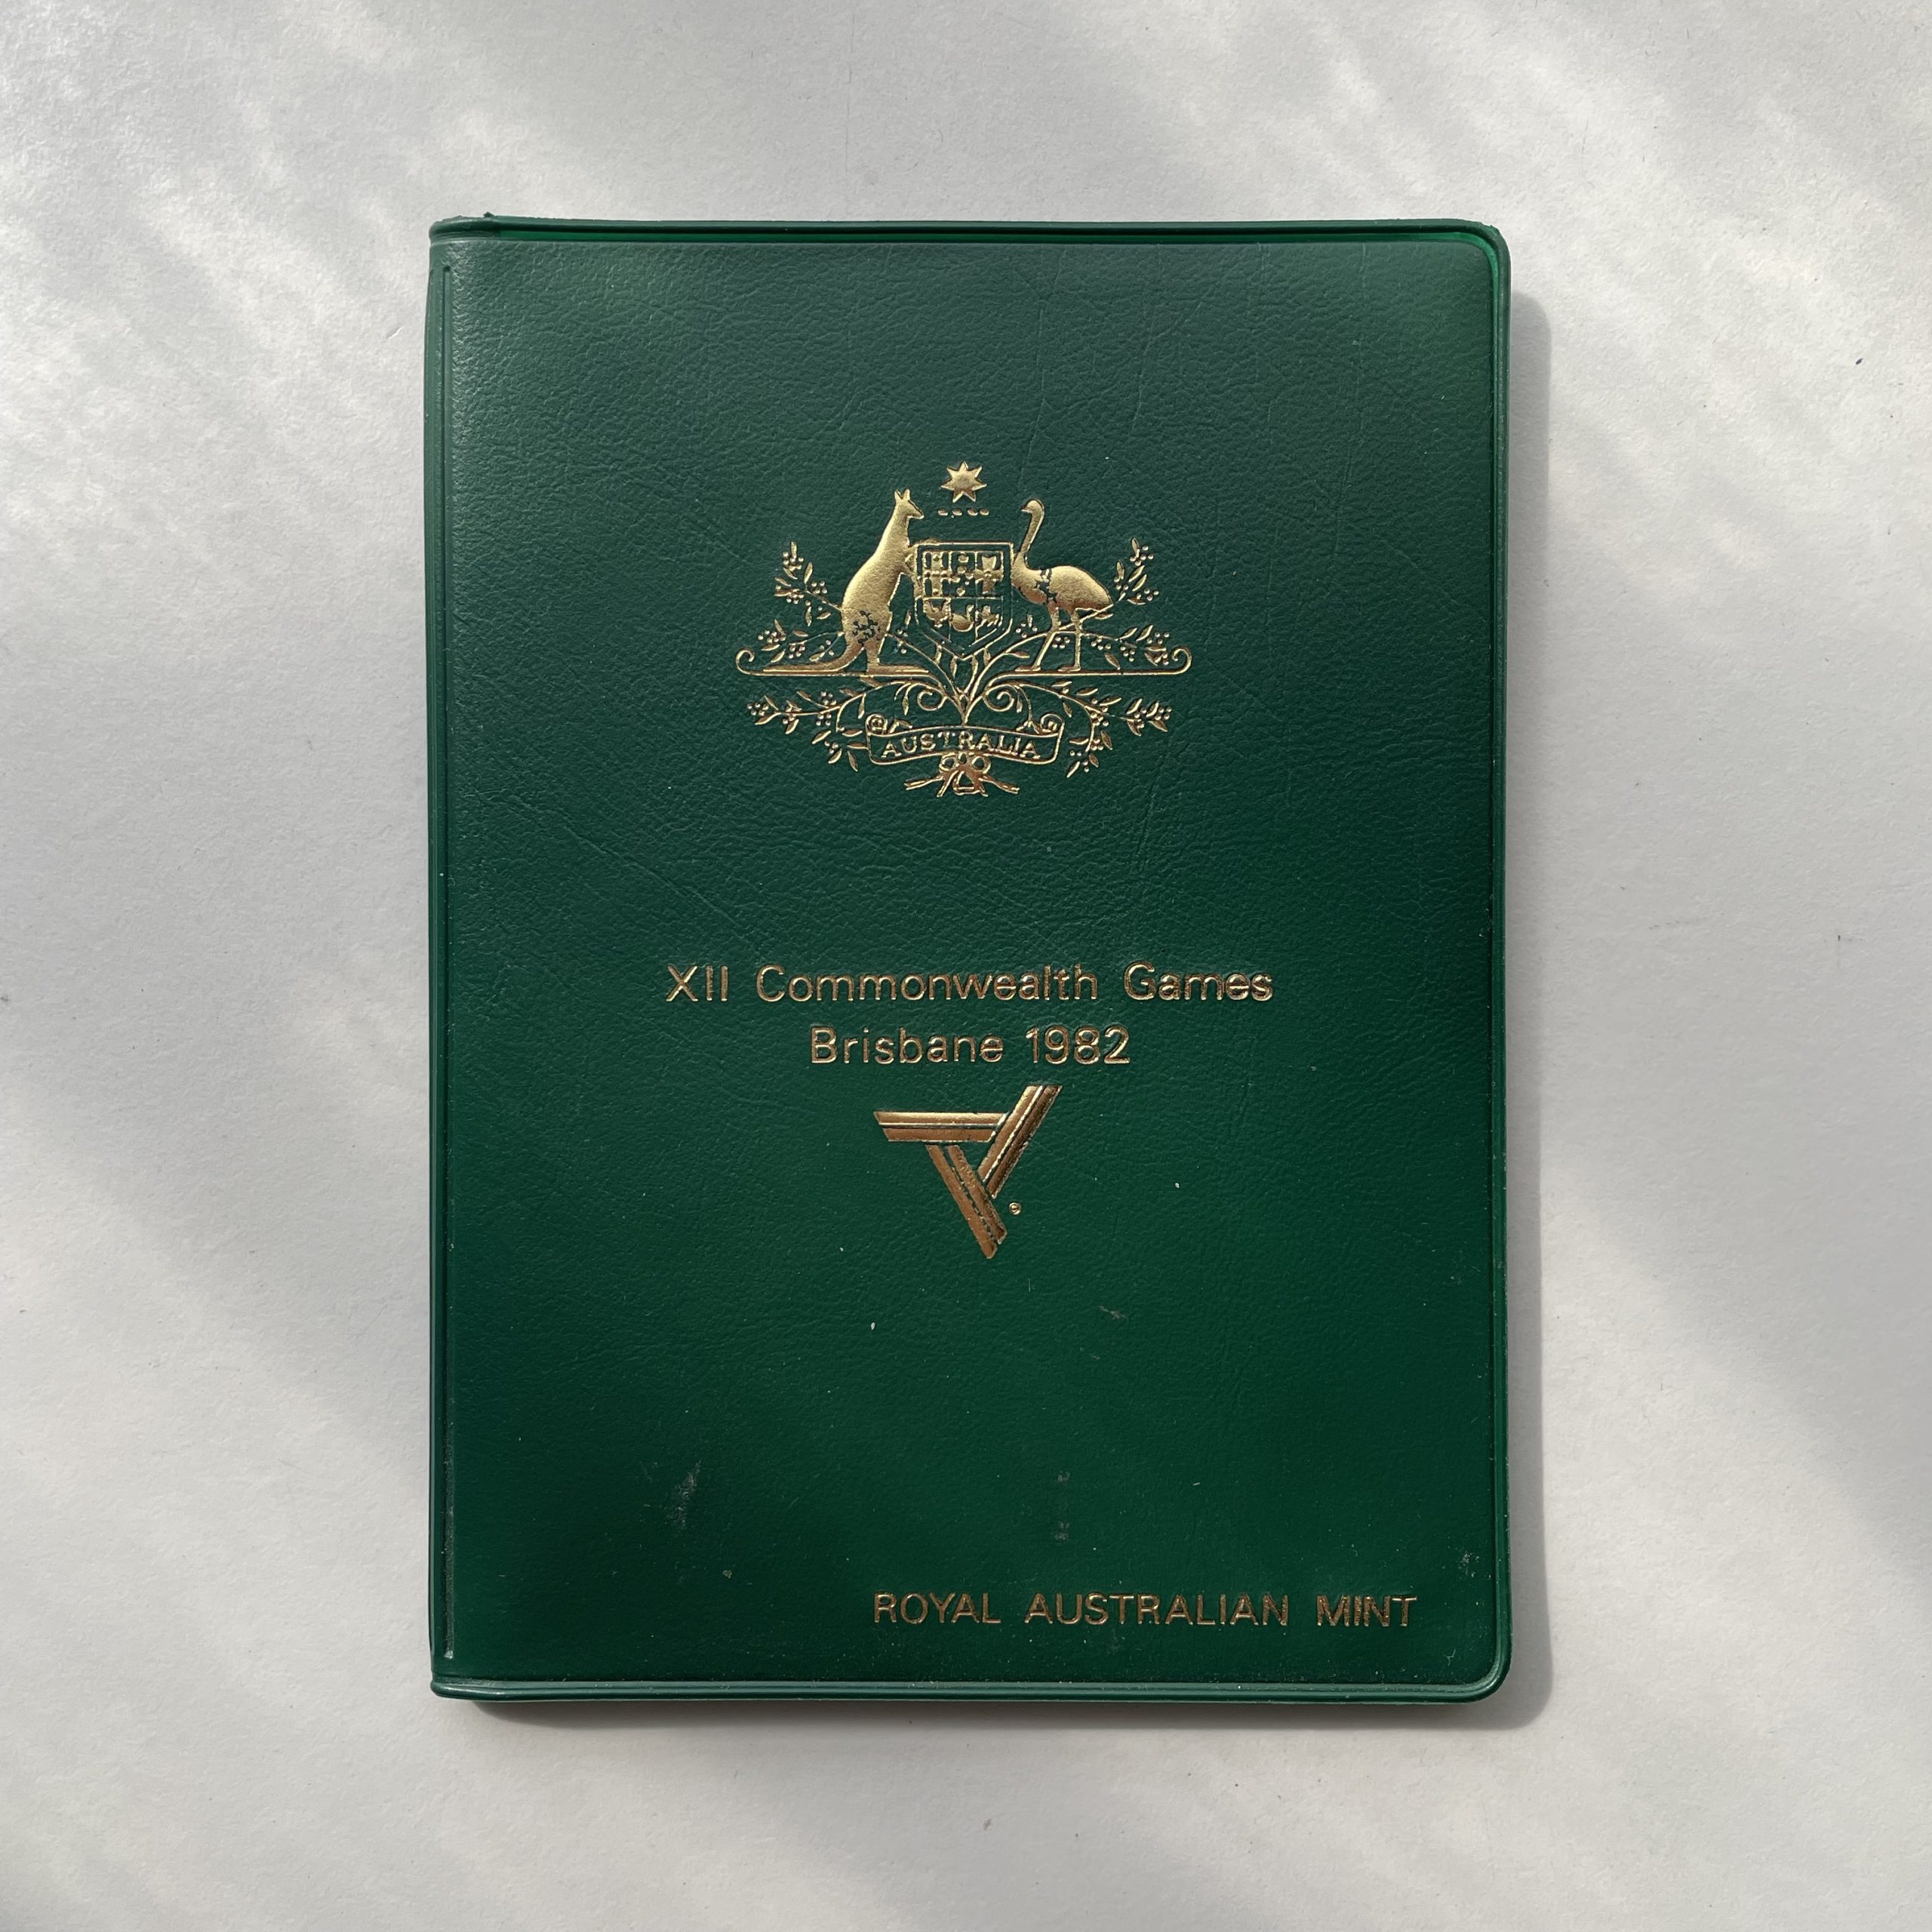 AUSTRALIA
XII Commonwealth Games
Brisbane 1982
ROYAL AUSTRALIAN MINT